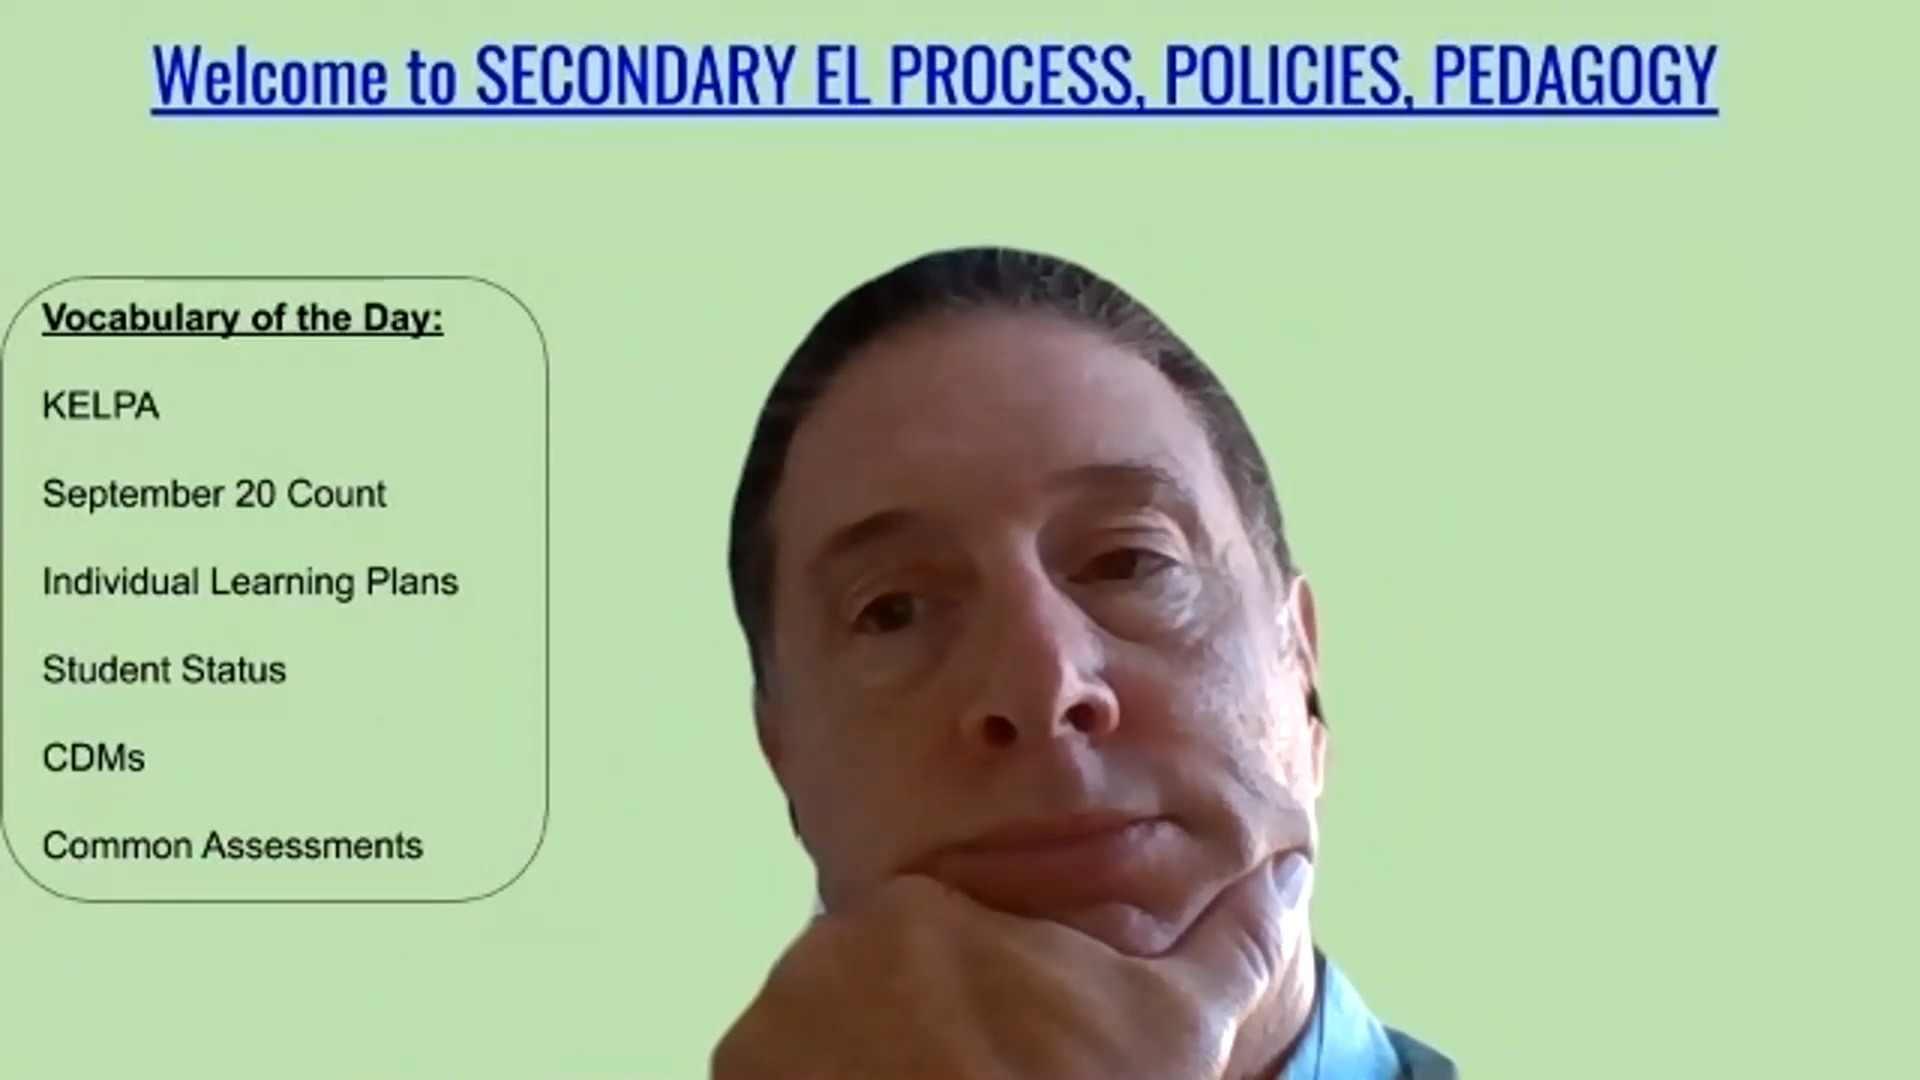 Welcome to SECONDARY EL PROCESS, POLICIES, PEDAGOGY
Vocabulary of the Day:
KELPA
September 20 Count
Individual Learning Plans
Student Status
CDMs
Common Assessments